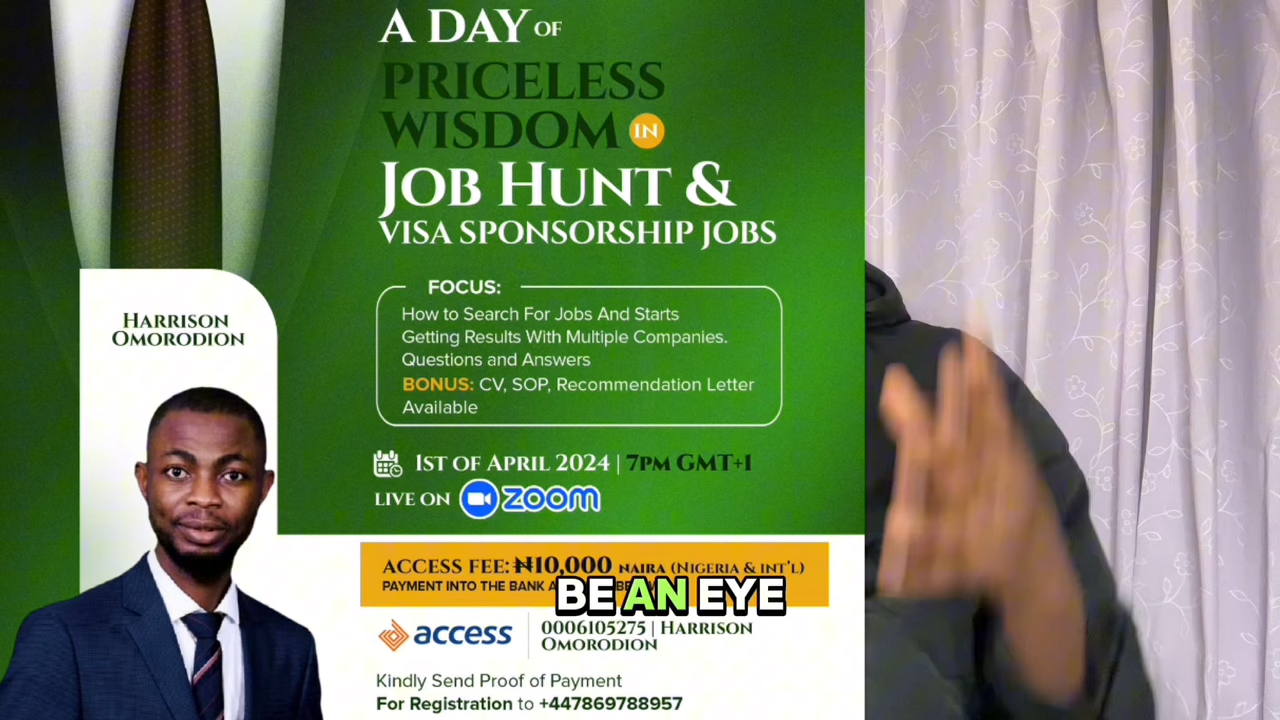 A DAY OF
PRICELESS
WISDOM IN
JOB HUNT &
VISA SPONSORSHIP JOBS
FOCUS:
How to Search For Jobs And Starts
Getting Results With Multiple Companies.
Questions and Answers
BONUS: CV, SOP, Recommendation Letter
Available
HARRISON
OMORODION
1ST OF APRIL 2024 | 7PM GMT+1
LIVE ON zoom
ACCESS FEE: ₦10,000 NAIRA (NIGERIA & INT'L)
PAYMENT INTO THE BANK
BE AN EYE
access
0006105275 | HARRISON
OMORODION
Kindly Send Proof of Payment
For Registration to +447869788957